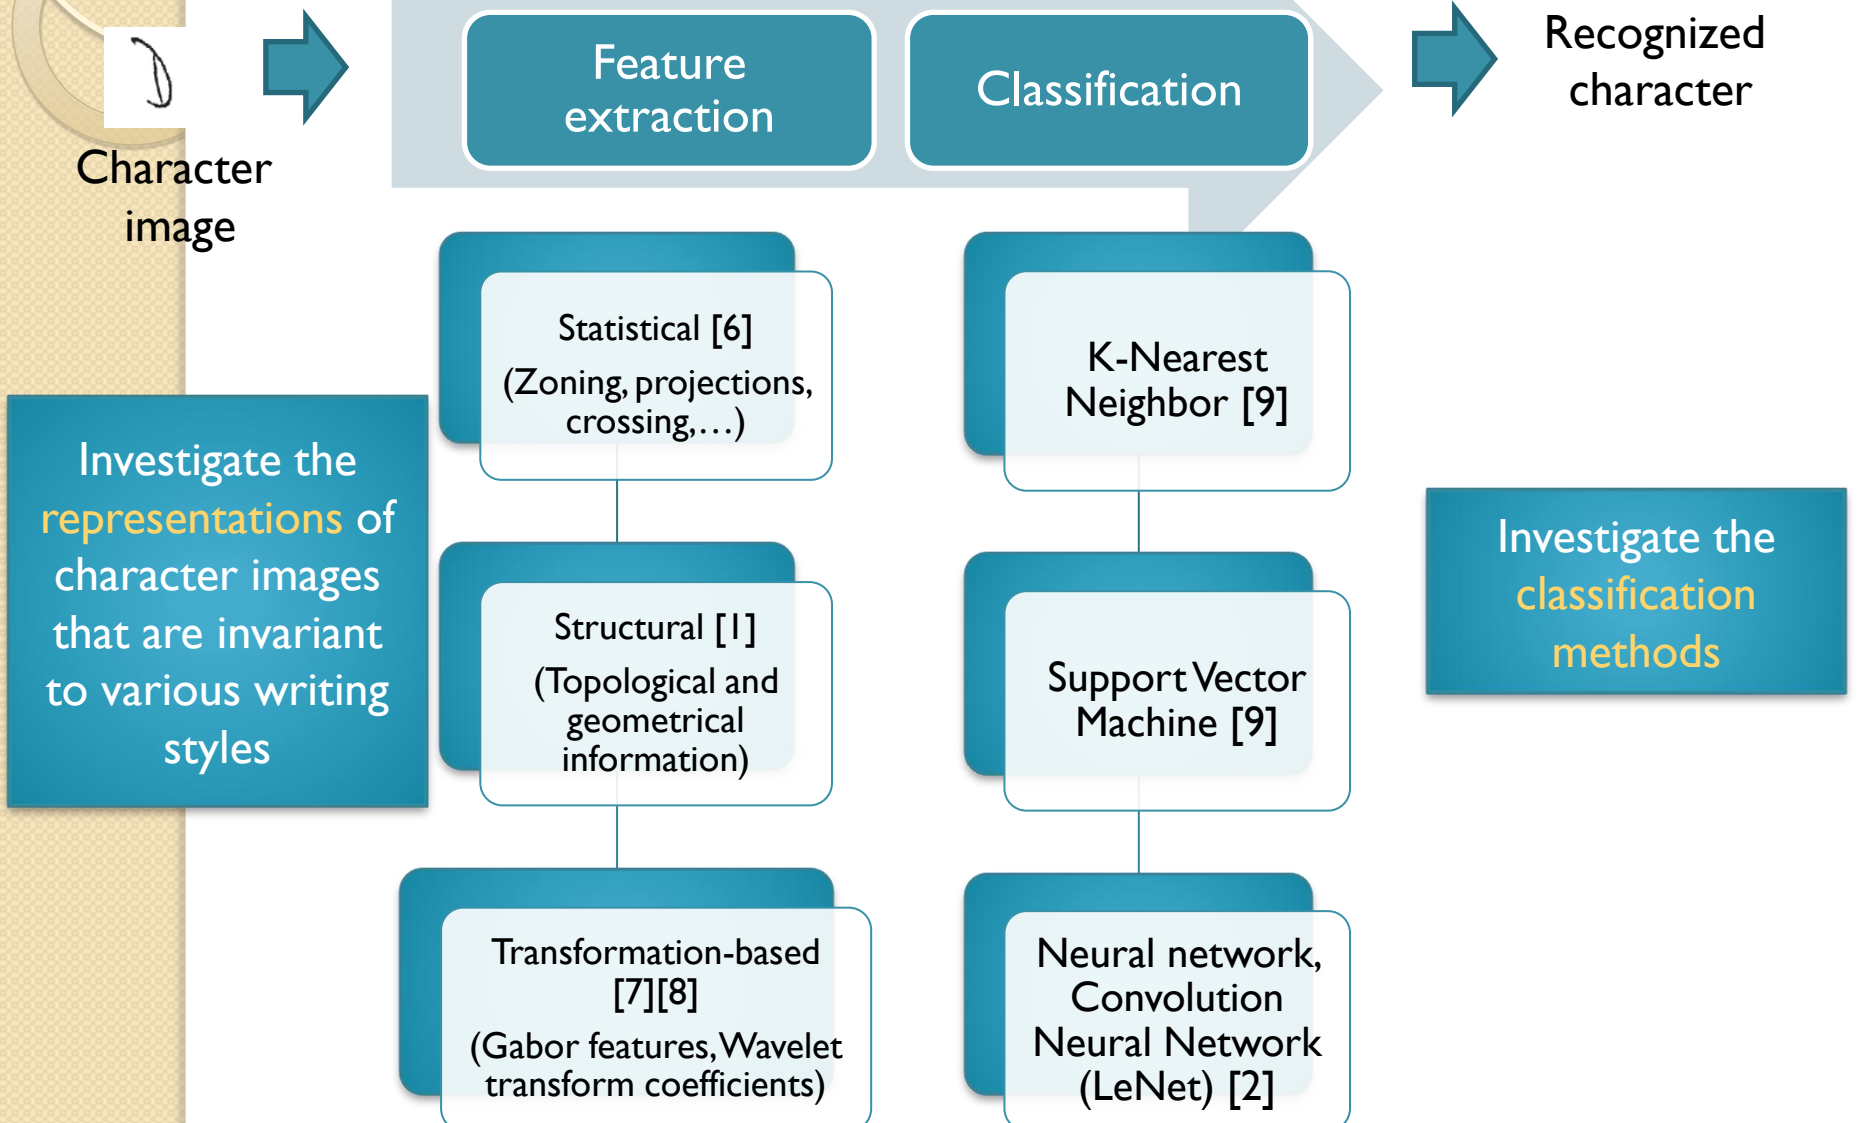 Character
image
Feature
extraction
Classification
Recognized
character
Investigate the
representations of
character images
that are invariant
to various writing
styles
Statistical [6]
(Zoning, projections,
crossing,…)
Structural [1]
(Topological and
geometrical
information)
Transformation-based
[7][8]
(Gabor features, Wavelet
transform coefficients)
K-Nearest
Neighbor [9]
Support Vector
Machine [9]
Neural network,
Convolution
Neural Network
(LeNet) [2]
Investigate the
classification
methods